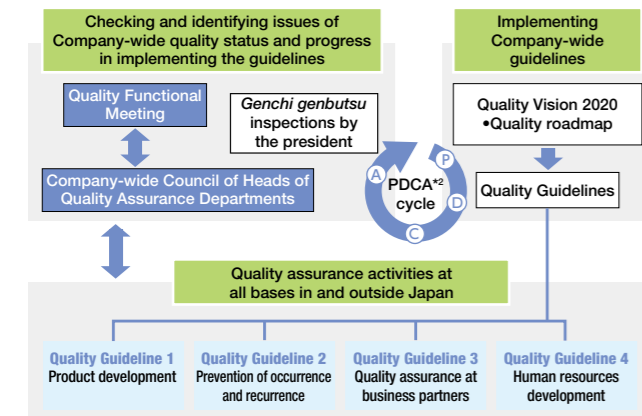 Checking and identifying issues of
Company-wide quality status and progress
in implementing the guidelines
Implementing
Company-wide
guidelines
Quality Functional
Meeting
Genchi genbutsu
inspections by
the president
Quality Vision 2020
•Quality roadmap
Company-wide Council of Heads of
Quality Assurance Departments
A
P
D
C
PDCA*2
cycle
Quality Guidelines
Quality assurance activities at
all bases in and outside Japan
Quality Guideline 1
Product development
Quality Guideline 2
Prevention of occurrence
and recurrence
Quality Guideline 3
Quality assurance at
business partners
Quality Guideline 4
Human resources
development